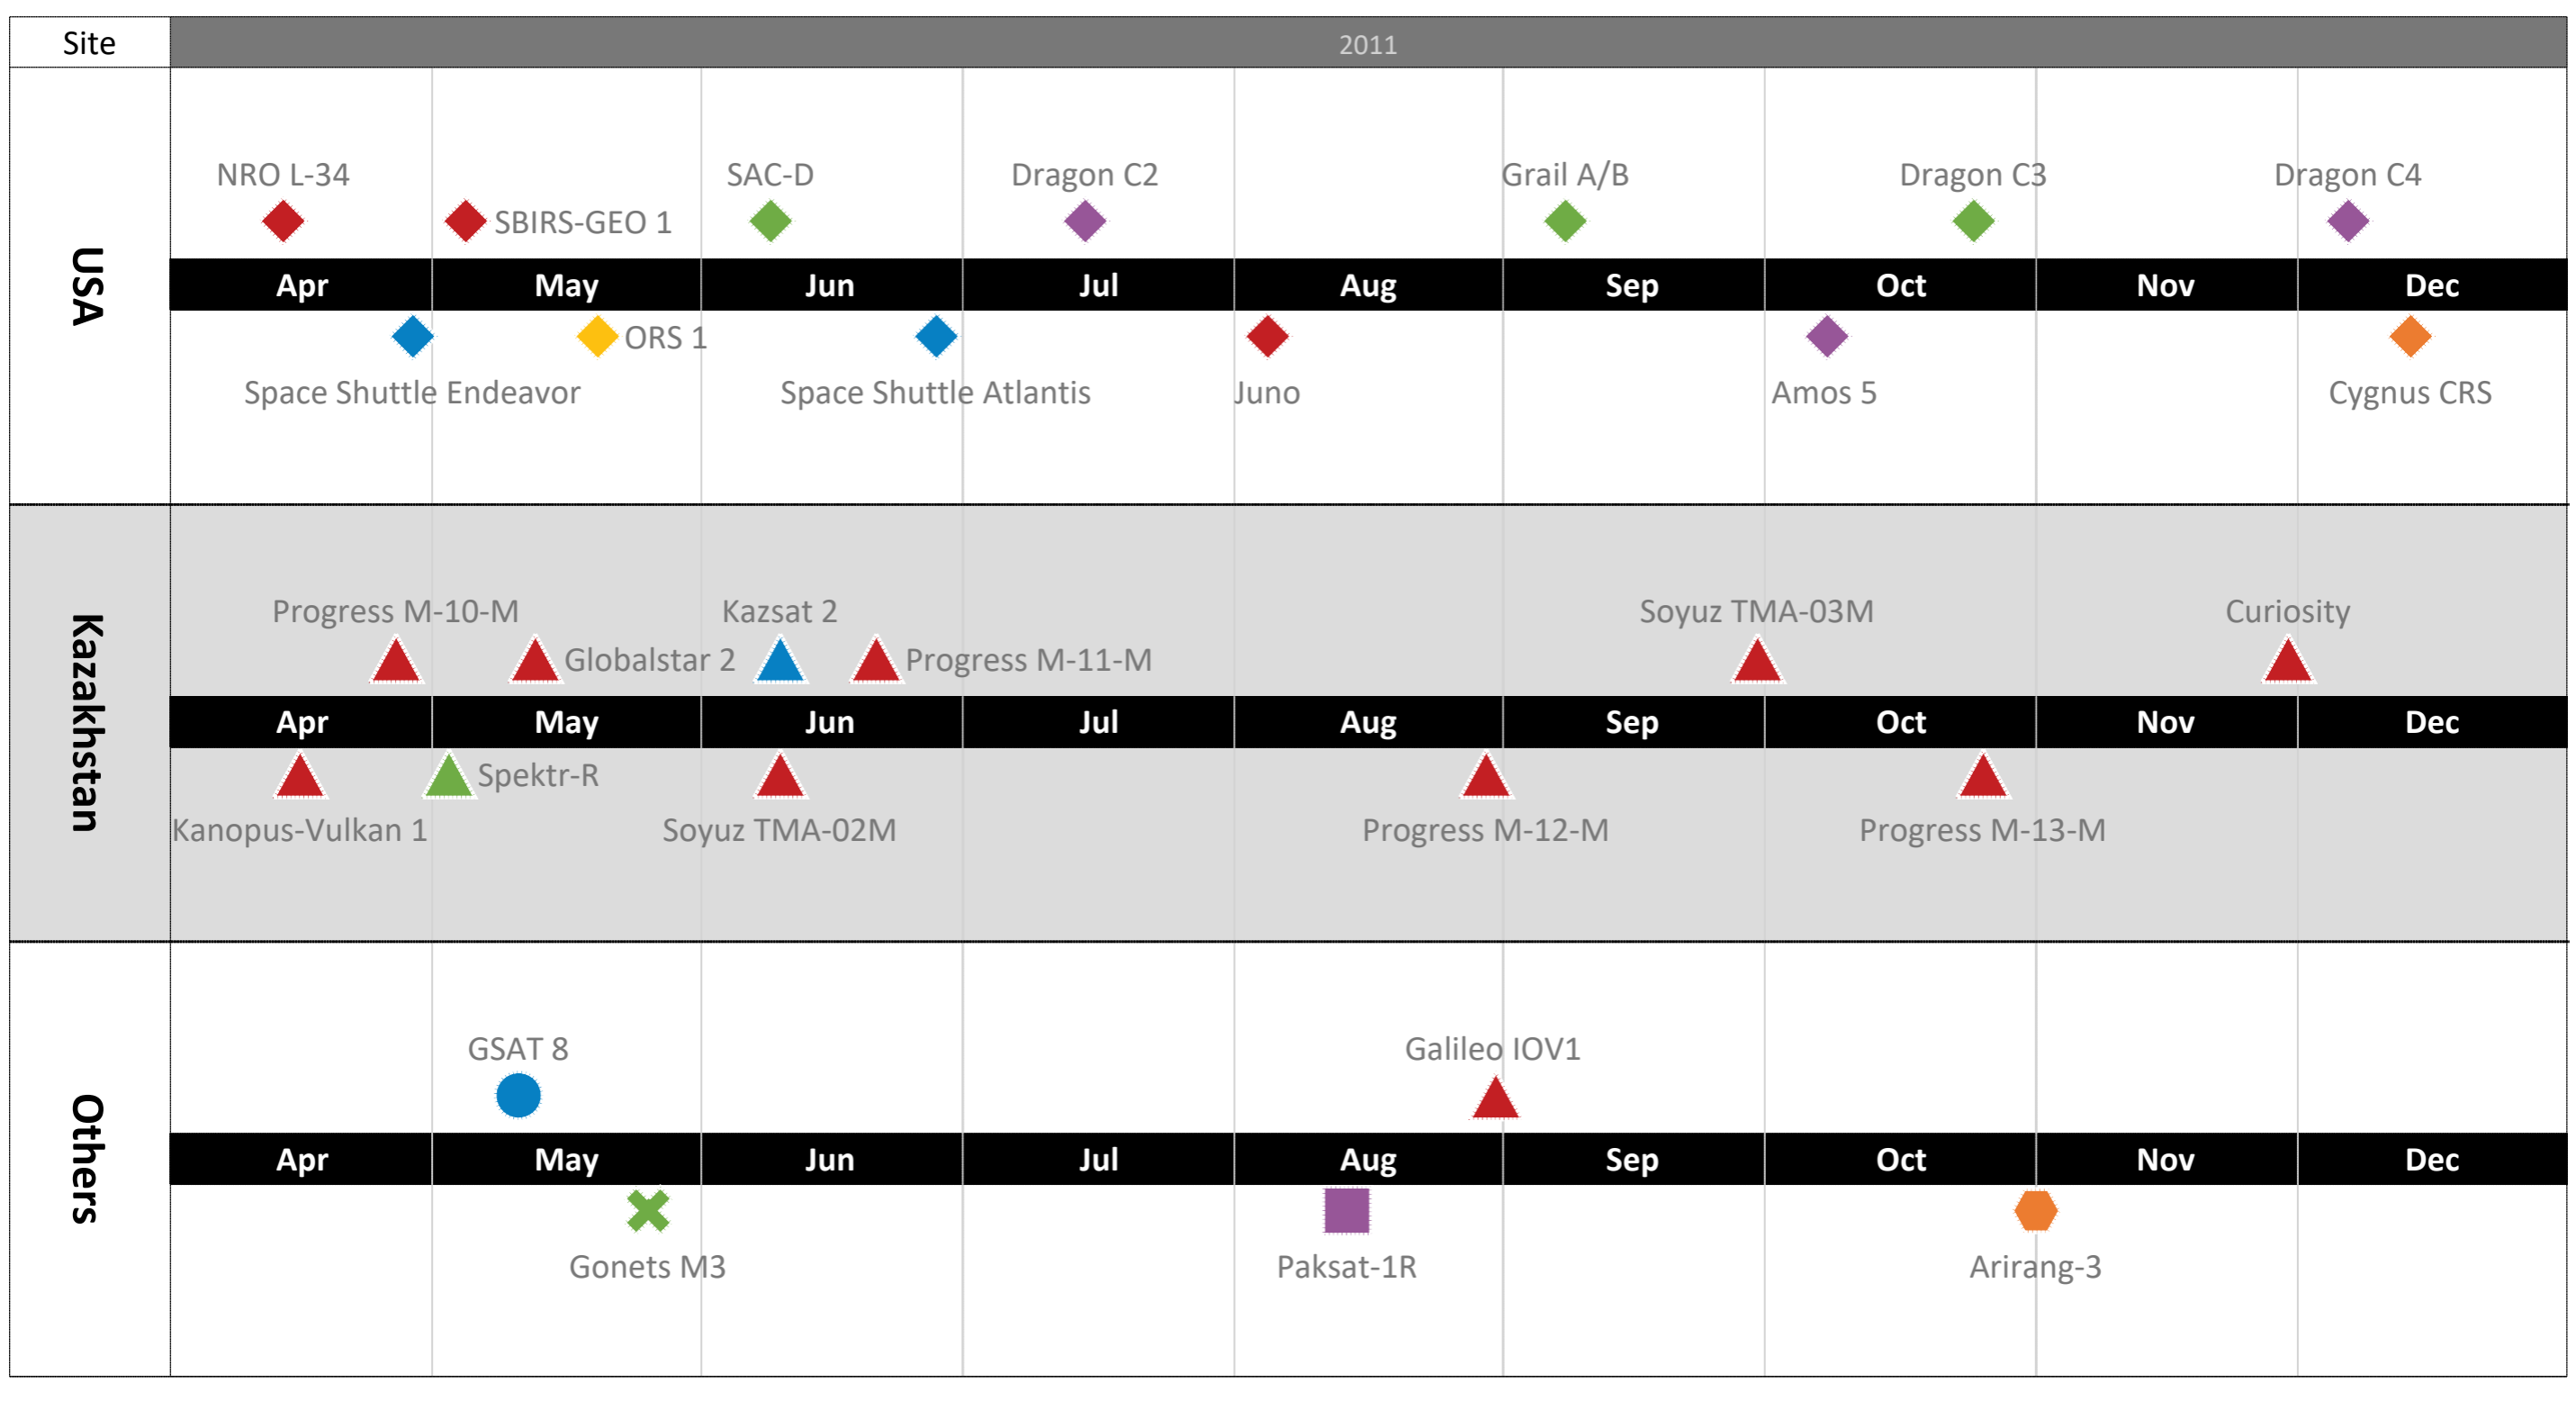 Site
2011
USA
NRO L-34
SAC-D
Dragon C2
Grail A/B
Dragon C3
Dragon C4
SBIRS-GEO 1
Apr May Jun Jul Aug Sep Oct Nov Dec
ORS 1
Space Shuttle Endeavor
Space Shuttle Atlantis
Juno
Amos 5
Cygnus CRS
Kazakhstan
Progress M-10-M
Kazsat 2
Soyuz TMA-03M
Curiosity
Globalstar 2
Progress M-11-M
Apr May Jun Jul Aug Sep Oct Nov Dec
Spektr-R
Kanopus-Vulkan 1
Soyuz TMA-02M
Progress M-12-M
Progress M-13-M
Others
GSAT 8
Galileo IOV1
Apr May Jun Jul Aug Sep Oct Nov Dec
Gonets M3
Paksat-1R
Arirang-3